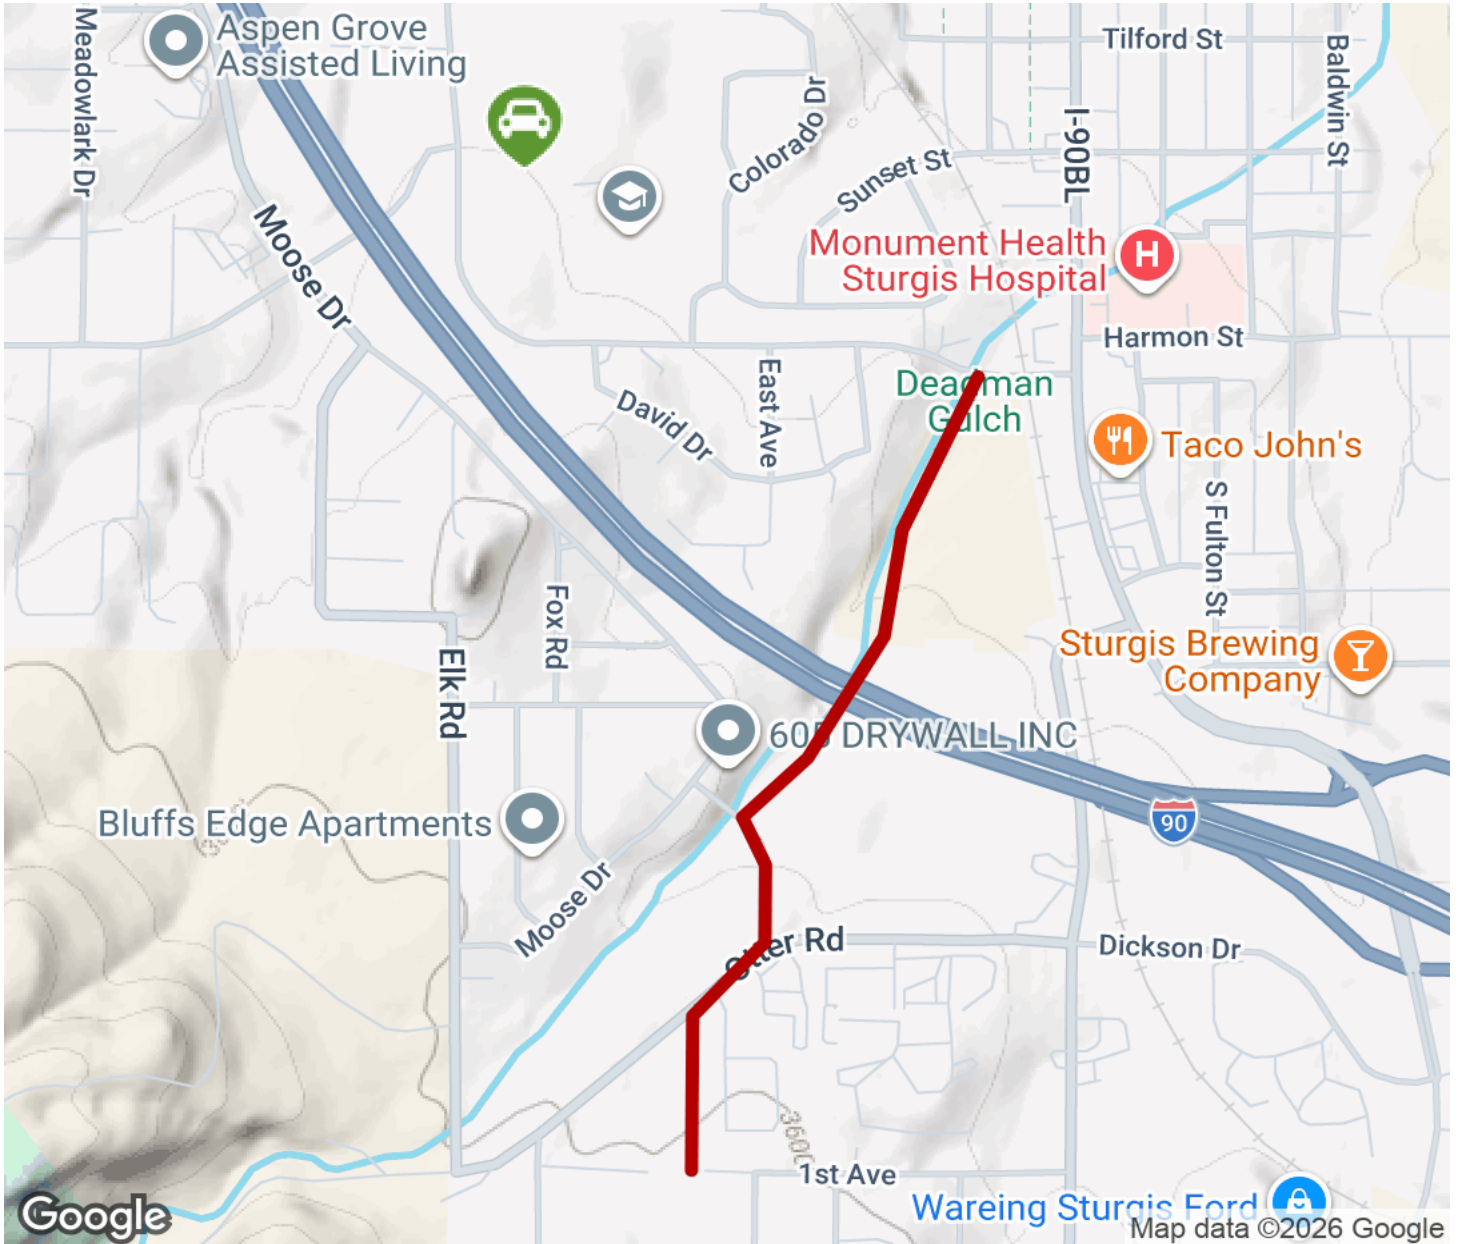 Meadowlark Dr
Aspen Grove
Assisted Living
Tilford St
Baldwin St
I-90BL
Colorado Dr
Sunset St
Moose Dr
Monument Health
Sturgis Hospital
H
Harmon St
East Ave
David Dr
Deadman
Gulch
Taco John's
S Fulton St
Fox Rd
Elk Rd
Sturgis Brewing
Company
605 DRYWALL INC
90
Bluffs Edge Apartments
Moose Dr
Otter Rd
Dickson Dr
3600
1st Ave
Wareing Sturgis Ford
Google
Map data ©2026 Google